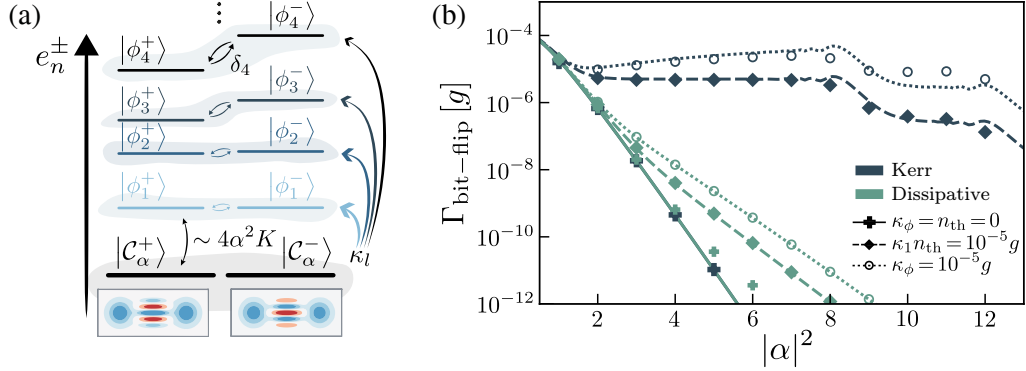 (a)
⋮
e_n^±
|ϕ_4^+⟩
|ϕ_4^-⟩
δ_4
|ϕ_3^+⟩
|ϕ_3^-⟩
|ϕ_2^+⟩
|ϕ_2^-⟩
|ϕ_1^+⟩
|ϕ_1^-⟩
~ 4α²K
κ_l
|C_α^+⟩
|C_α^-⟩
(b)
Γ_bit−flip [g]
10^−4
10^−6
10^−8
10^−10
10^−12
Kerr
Dissipative
κ_ϕ = n_th = 0
κ_1 n_th = 10^−5 g
κ_ϕ = 10^−5 g
2 4 6 8 10 12
|α|²